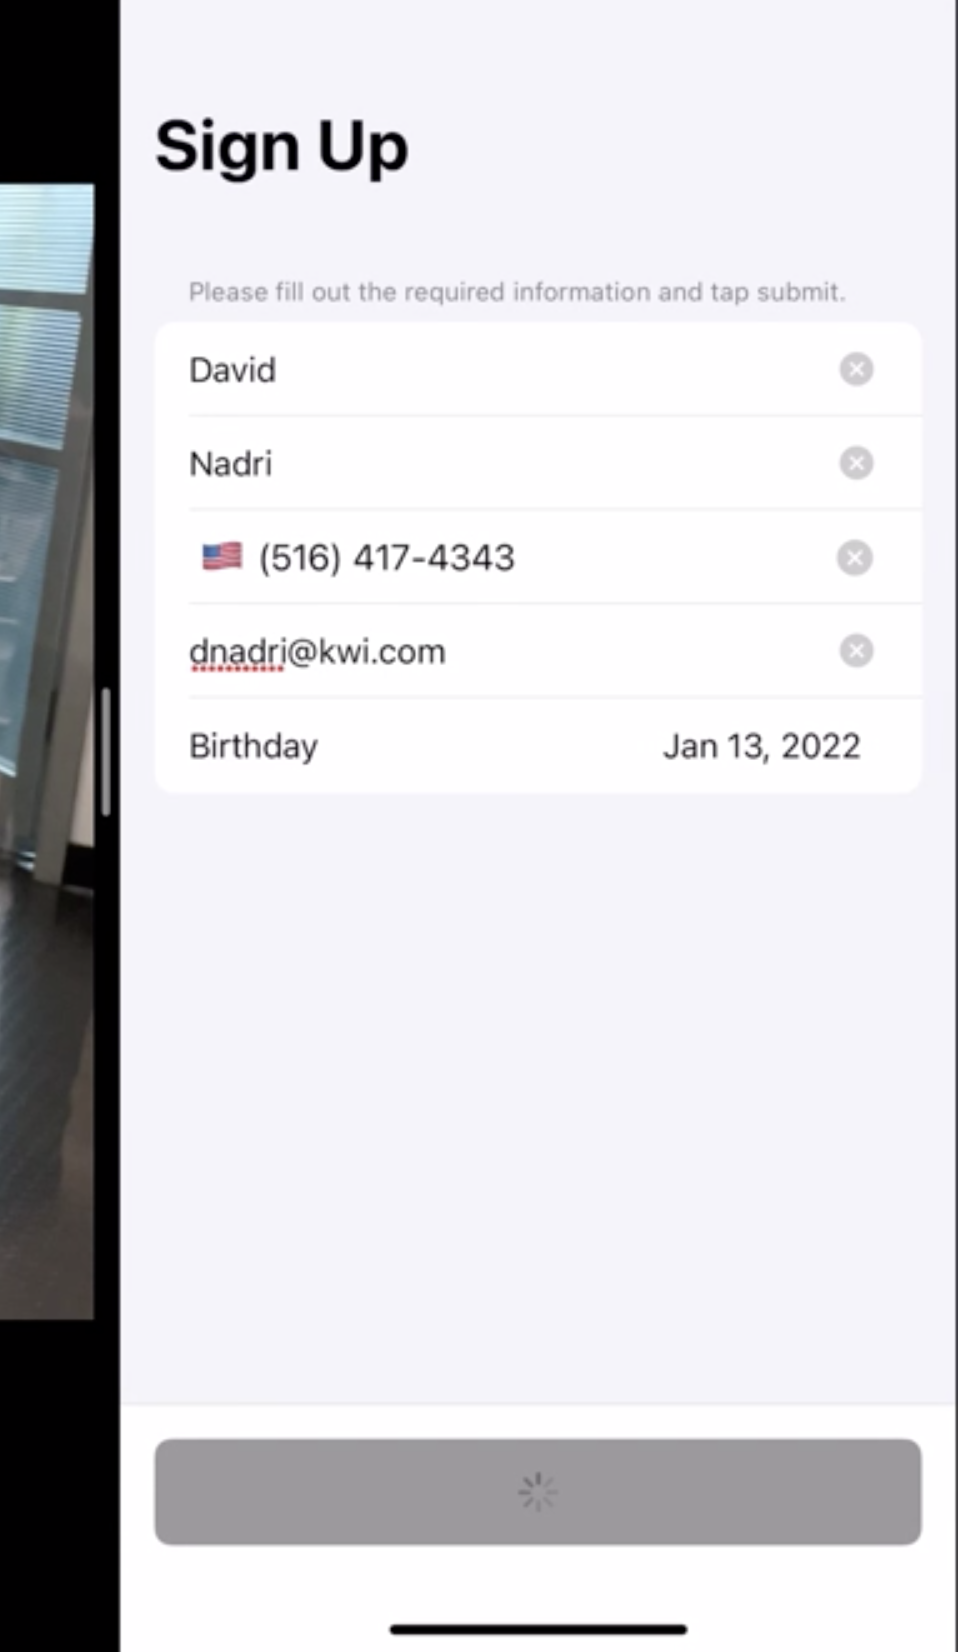 Sign Up
Please fill out the required information and tap submit.
David
Nadri
(516) 417-4343
dnadri@kwi.com
Birthday Jan 13, 2022